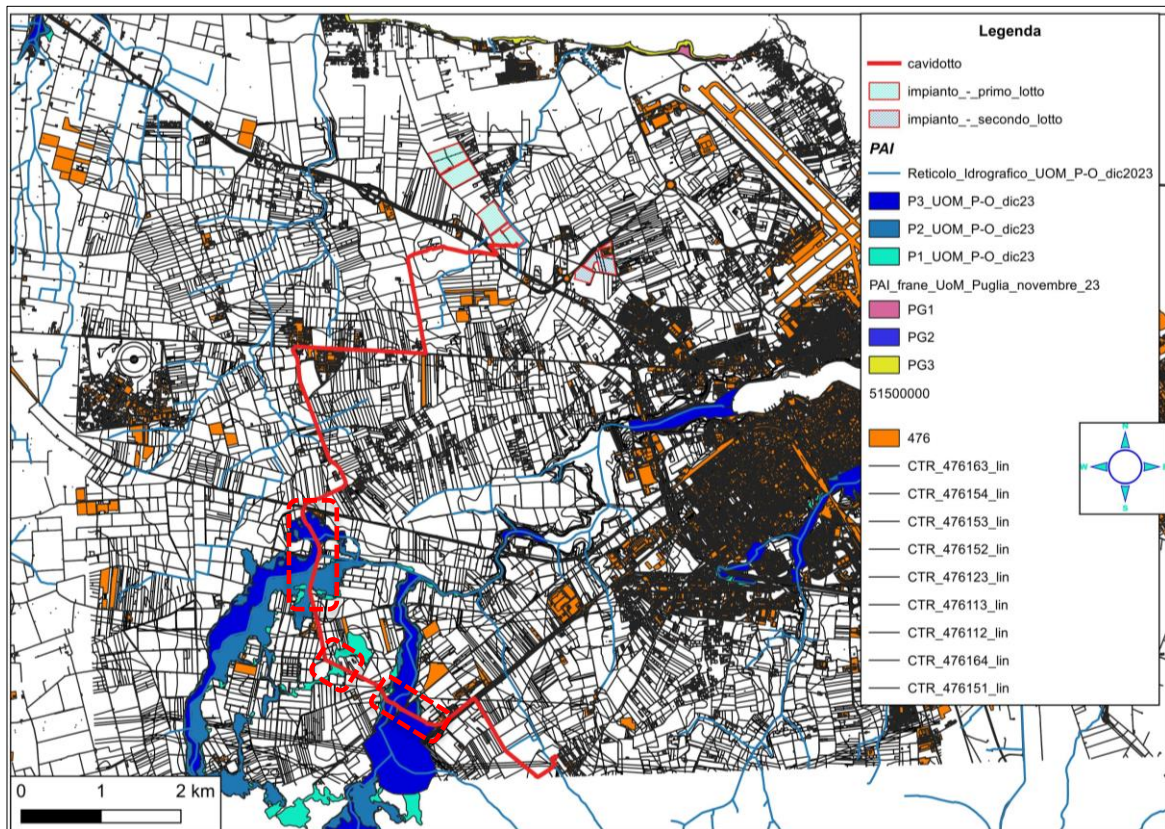 Legenda
cavidotto
impianto_-_primo_lotto
impianto_-_secondo_lotto
PAI
Reticolo_Idrografico_UOM_P-O_dic2023
P3_UOM_P-O_dic23
P2_UOM_P-O_dic23
P1_UOM_P-O_dic23
PAI_frane_UoM_Puglia_novembre_23
PG1
PG2
PG3
51500000
476
CTR_476163_lin
CTR_476154_lin
CTR_476153_lin
CTR_476152_lin
CTR_476123_lin
CTR_476113_lin
CTR_476112_lin
CTR_476164_lin
CTR_476151_lin
N
W E
S
0 1 2 km